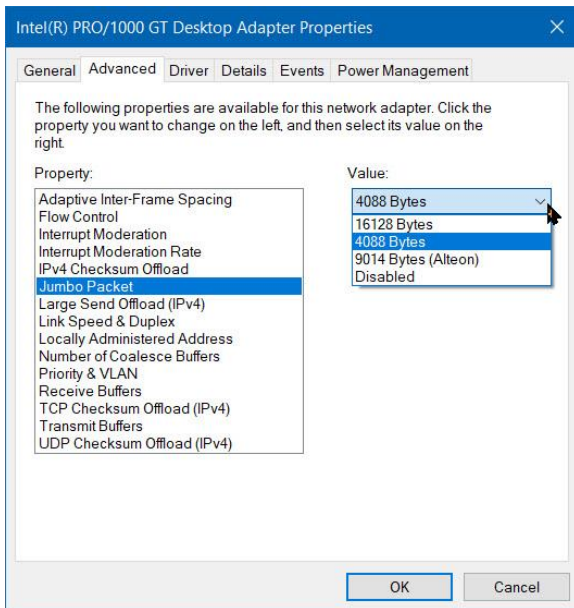 Intel(R) PRO/1000 GT Desktop Adapter Properties
General Advanced Driver Details Events Power Management
The following properties are available for this network adapter. Click the
property you want to change on the left, and then select its value on the
right.
Property:
Adaptive Inter-Frame Spacing
Flow Control
Interrupt Moderation
Interrupt Moderation Rate
IPv4 Checksum Offload
Jumbo Packet
Large Send Offload (IPv4)
Link Speed & Duplex
Locally Administered Address
Number of Coalesce Buffers
Priority & VLAN
Receive Buffers
TCP Checksum Offload (IPv4)
Transmit Buffers
UDP Checksum Offload (IPv4)
Value:
4088 Bytes
16128 Bytes
4088 Bytes
9014 Bytes (Alteon)
Disabled
OK Cancel